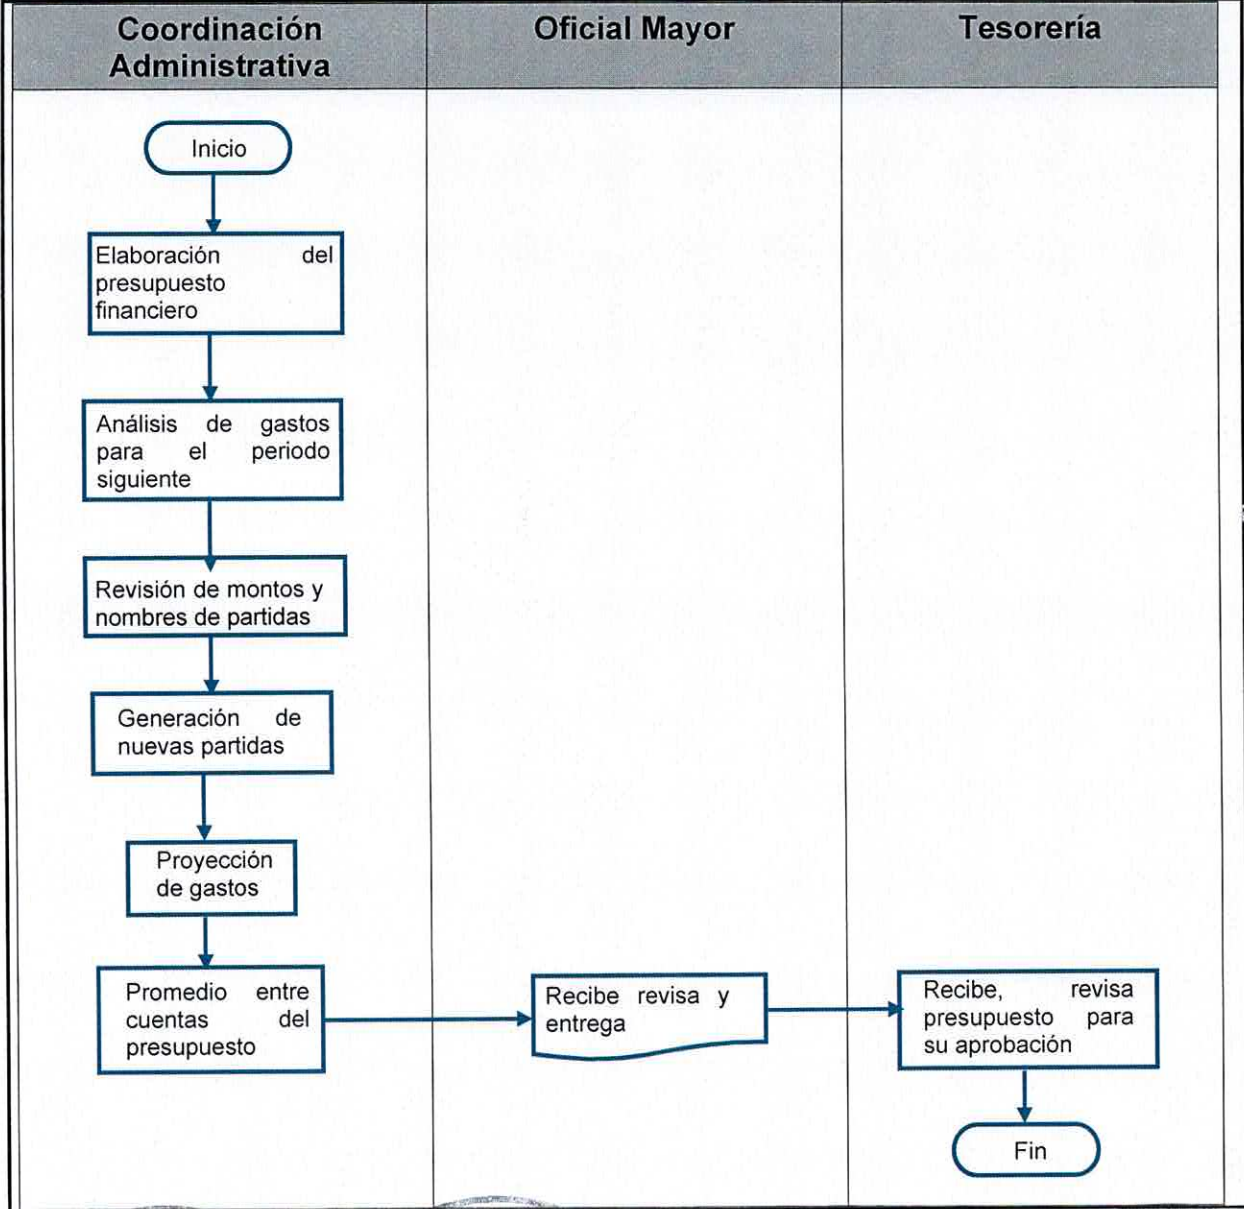 Coordinación
Administrativa
Oficial Mayor
Tesorería
Inicio
Elaboración del
presupuesto
financiero
Análisis de gastos
para el periodo
siguiente
Revisión de montos y
nombres de partidas
Generación de
nuevas partidas
Proyección
de gastos
Promedio entre
cuentas del
presupuesto
Recibe revisa y
entrega
Recibe, revisa
presupuesto para
su aprobación
Fin